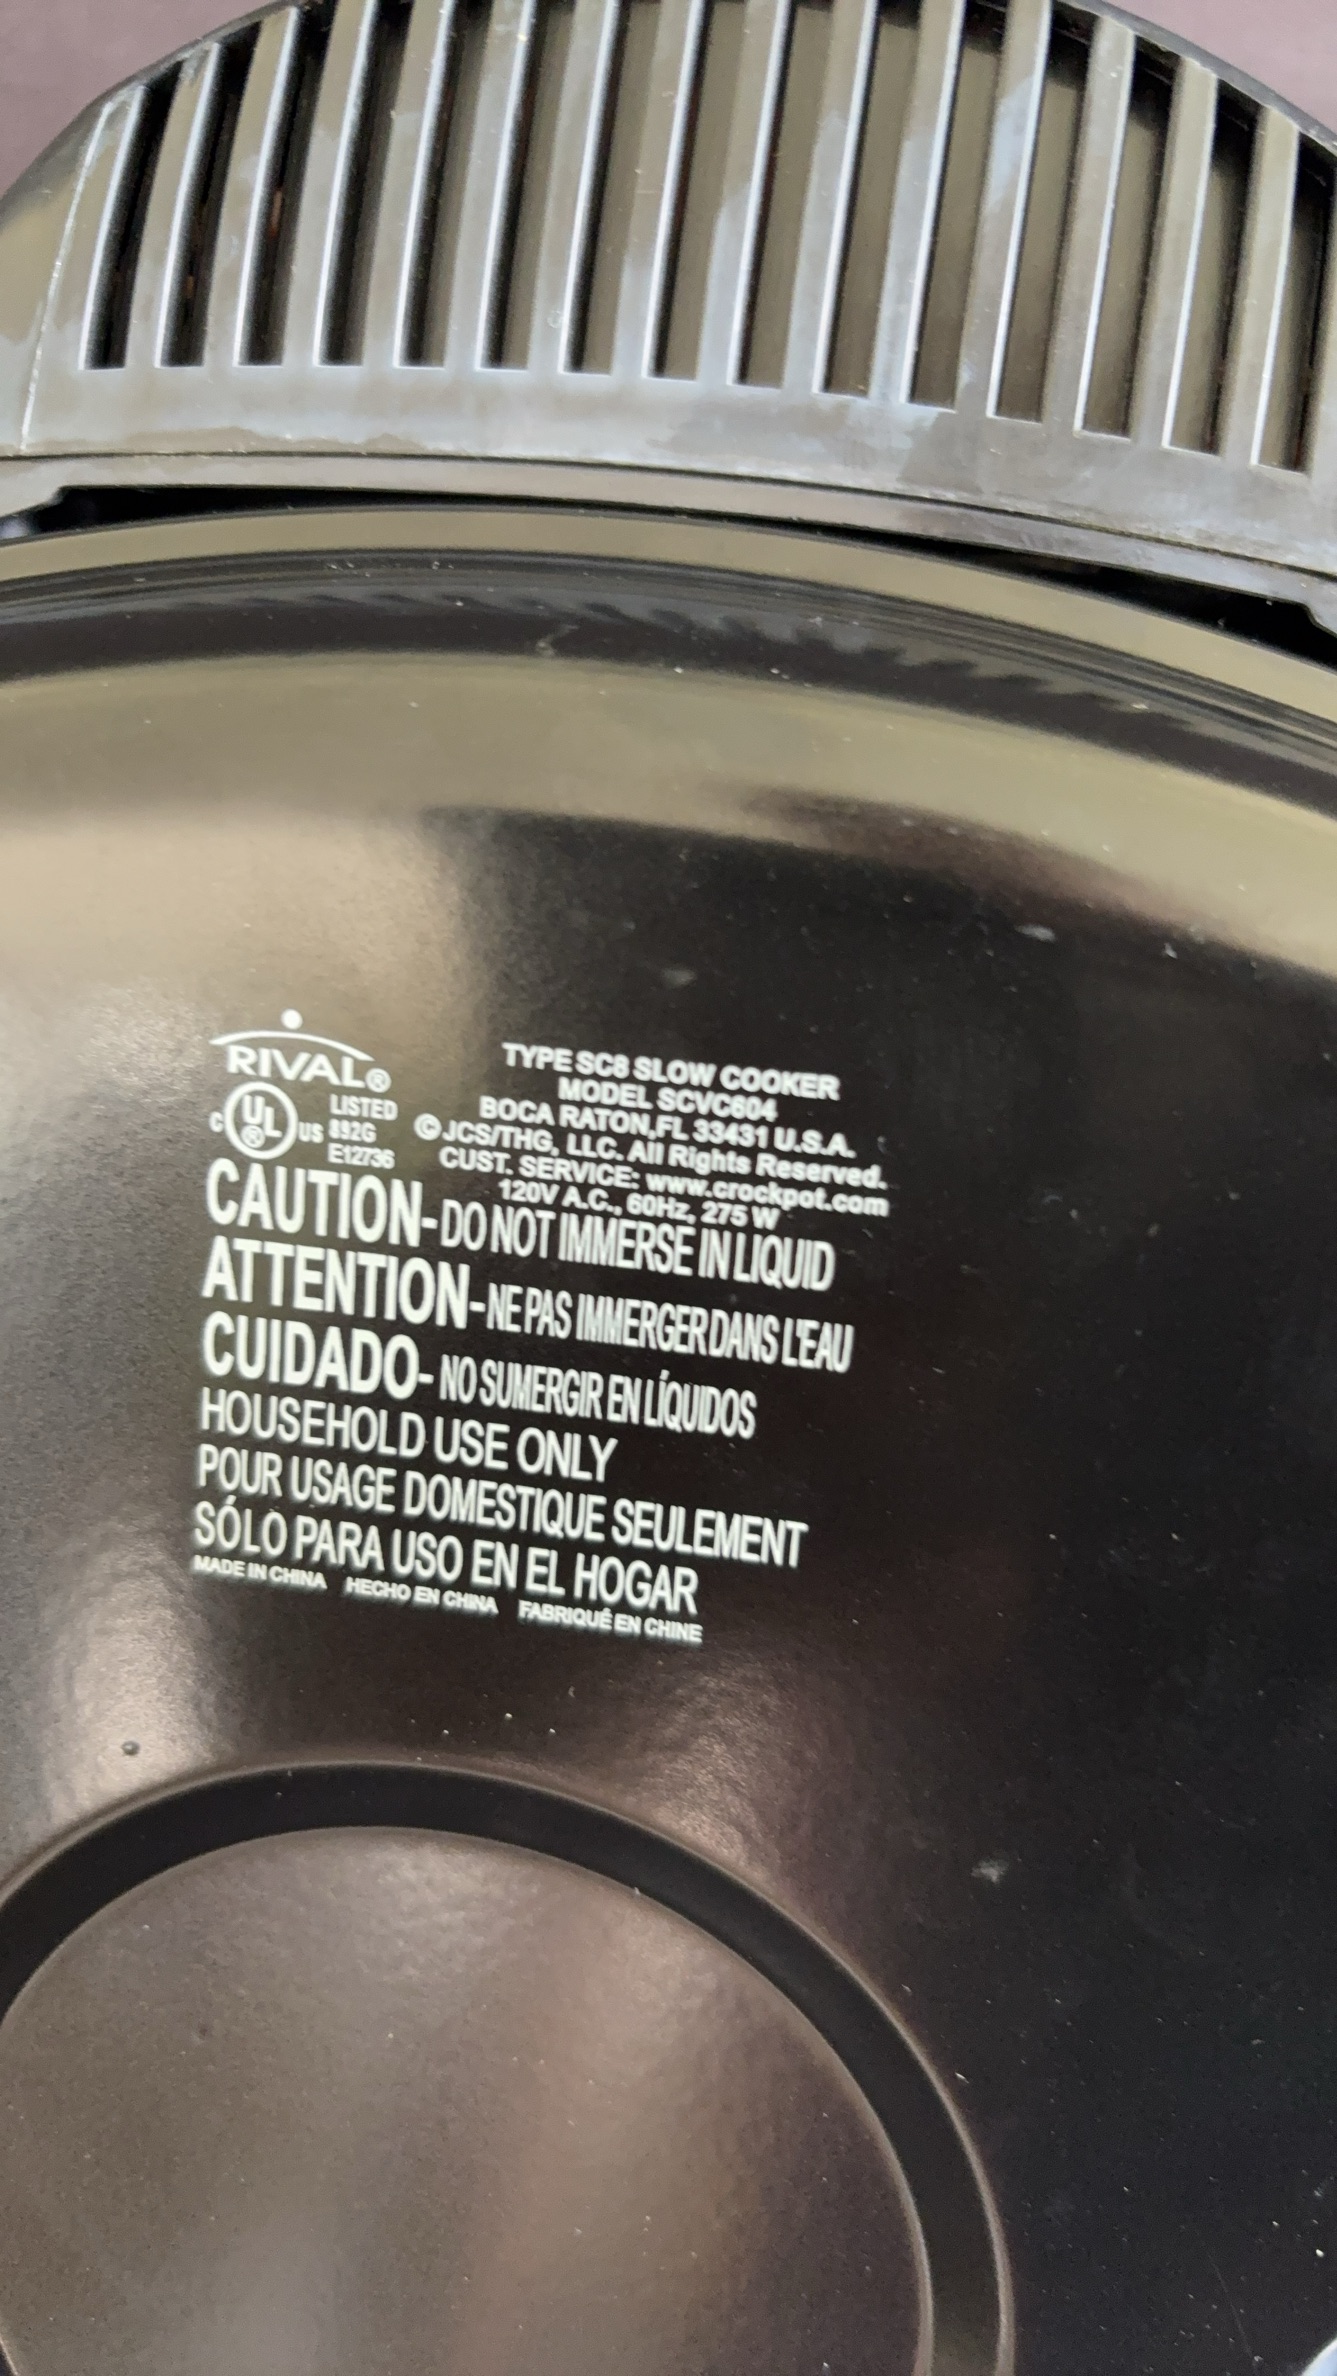 RIVAL®
C UL® US LISTED
892G
E12736
TYPE SC8 SLOW COOKER
MODEL SCVC604
BOCA RATON,FL 33431 U.S.A.
© JCS/THG, LLC. All Rights Reserved.
CUST. SERVICE: www.crockpot.com
120V A.C., 60Hz, 275 W
CAUTION-DO NOT IMMERSE IN LIQUID
ATTENTION-NE PAS IMMERGER DANS L'EAU
CUIDADO- NO SUMERGIR EN LÍQUIDOS
HOUSEHOLD USE ONLY
POUR USAGE DOMESTIQUE SEULEMENT
SÓLO PARA USO EN EL HOGAR
MADE IN CHINA HECHO EN CHINA FABRIQUÉ EN CHINE